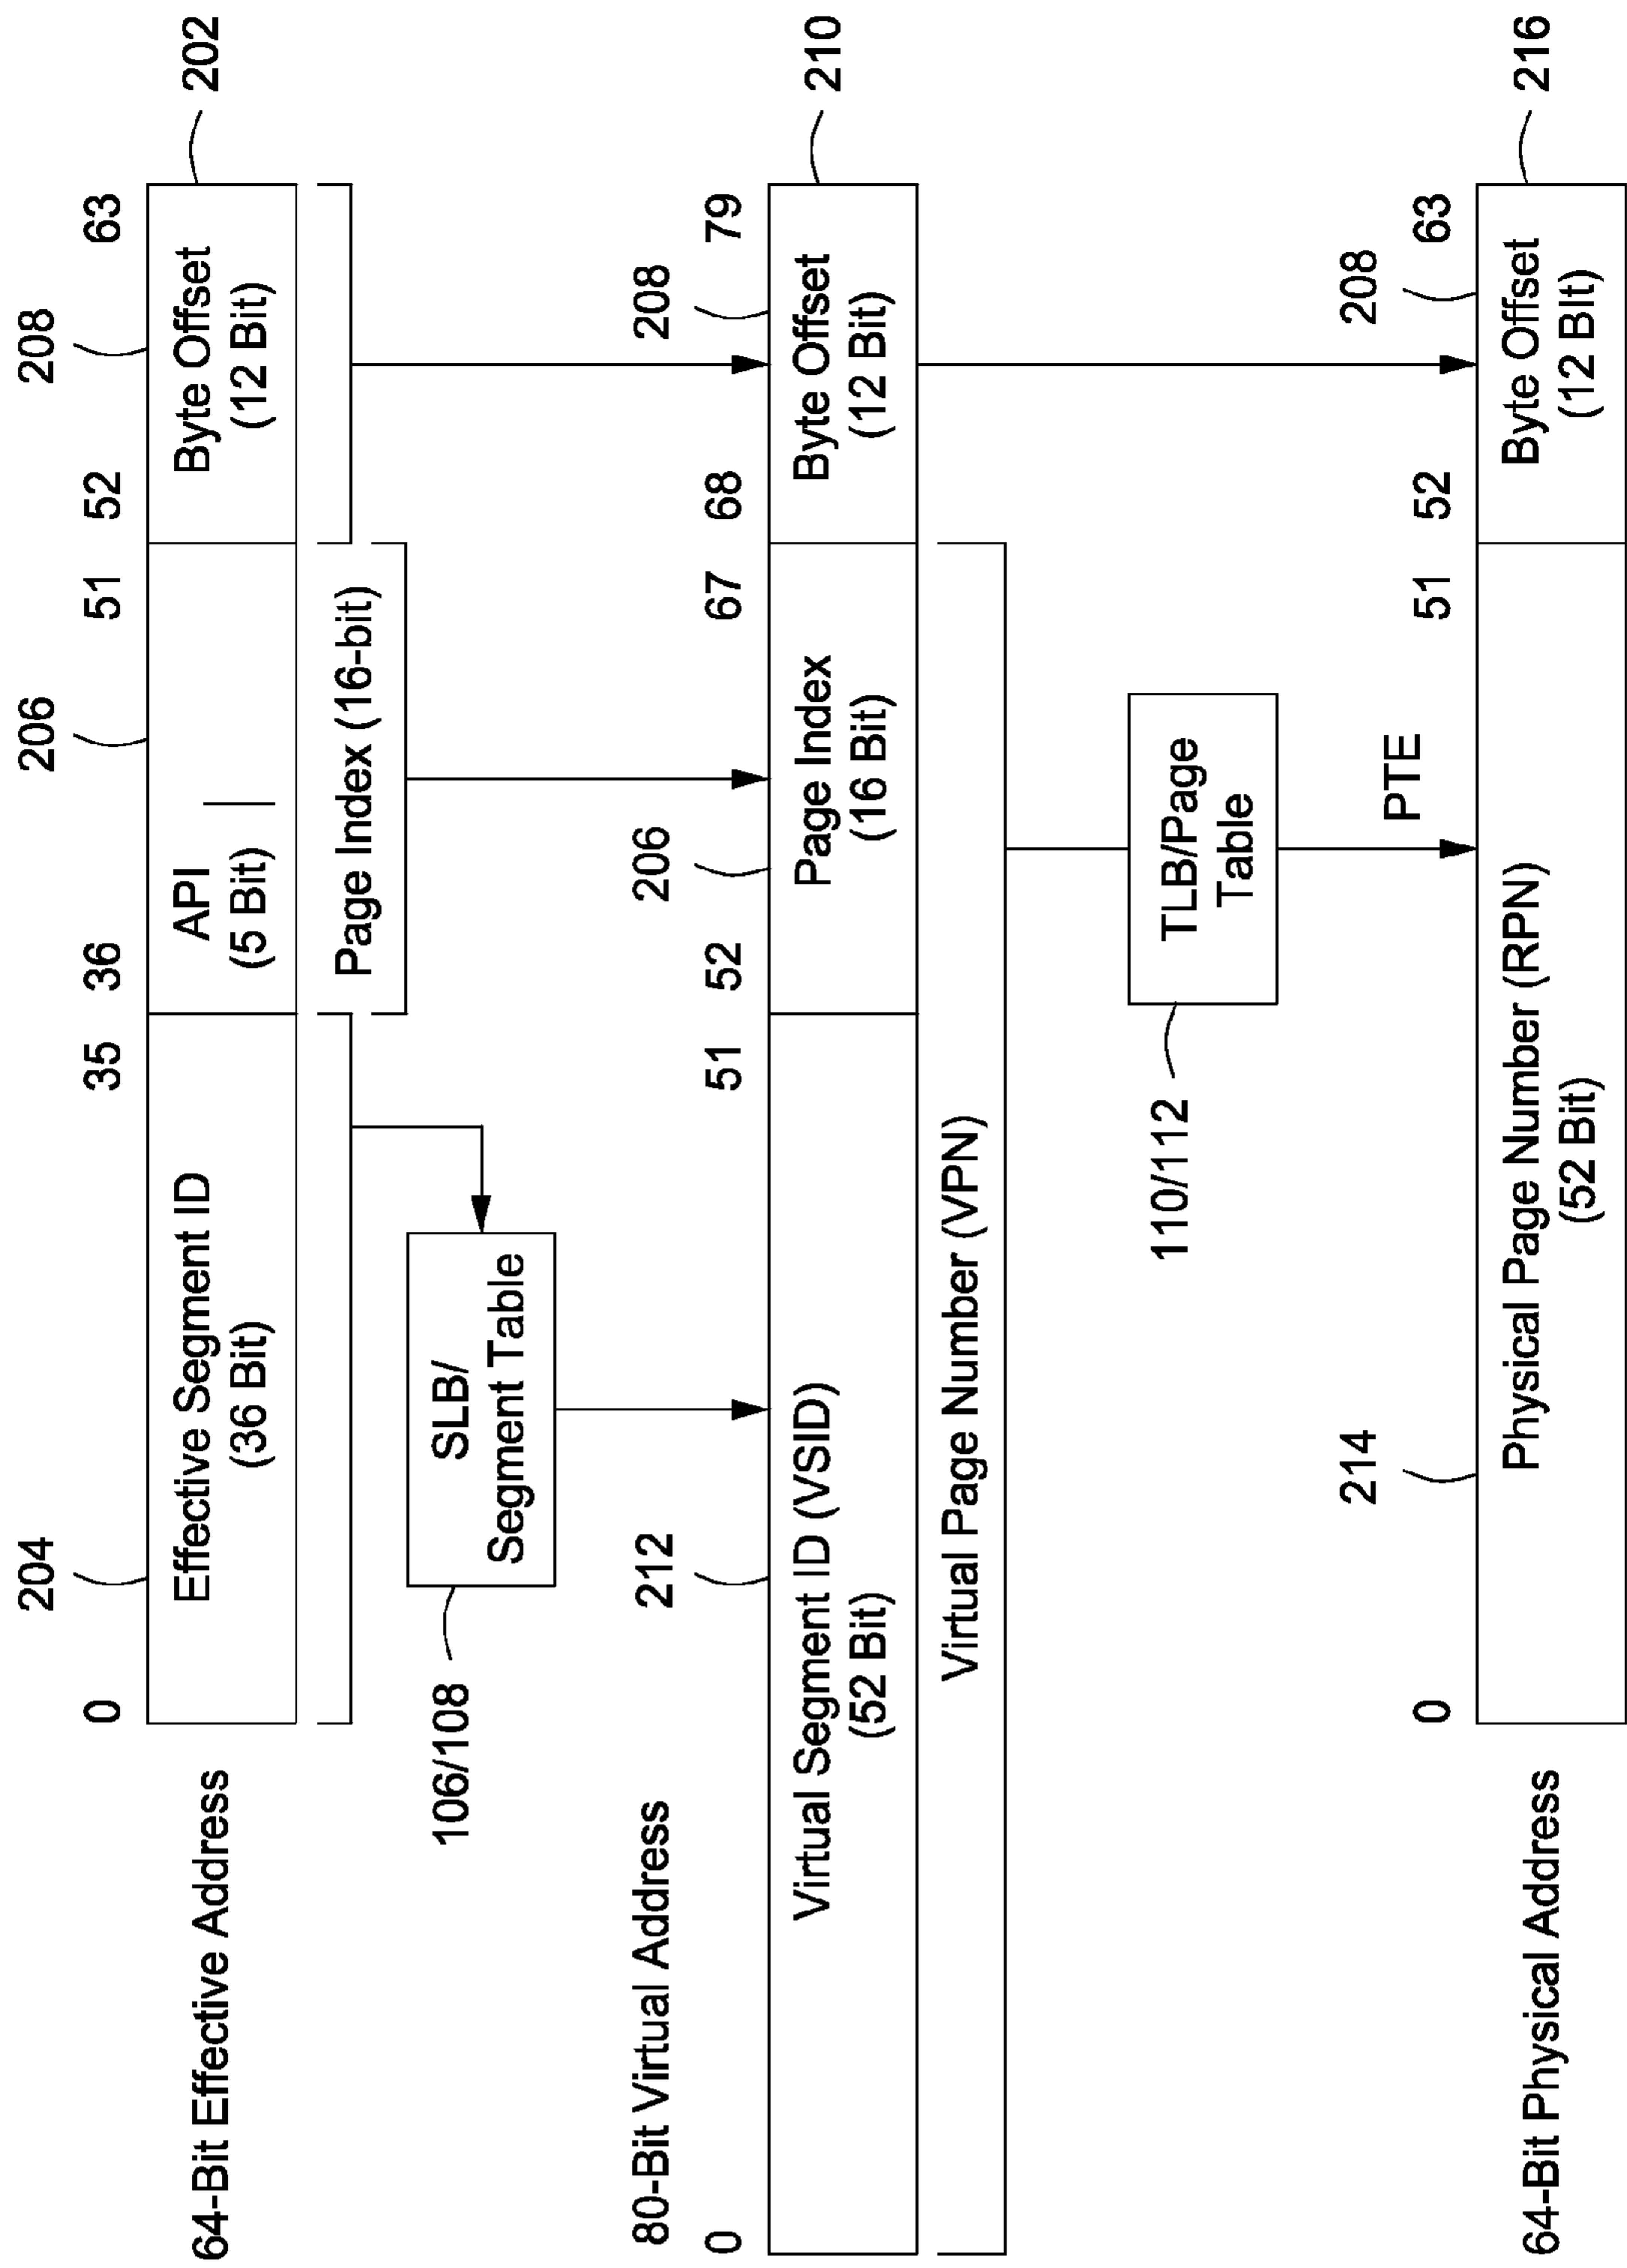 208
206
204
0
35
36
51
52
63
202
64-Bit Effective Address
Effective Segment ID
(36 Bit)
API
(5 Bit)
Byte Offset
(12 Bit)
Page Index (16-bit)
106/108
SLB/
Segment Table
80-Bit Virtual Address
212
206
208
0
51
52
67
68
79
210
Virtual Segment ID (VSID)
(52 Bit)
Page Index
(16 Bit)
Byte Offset
(12 Bit)
Virtual Page Number (VPN)
110/112
TLB/Page
Table
PTE
214
208
0
51
52
63
216
64-Bit Physical Address
Physical Page Number (RPN)
(52 Bit)
Byte Offset
(12 BIt)